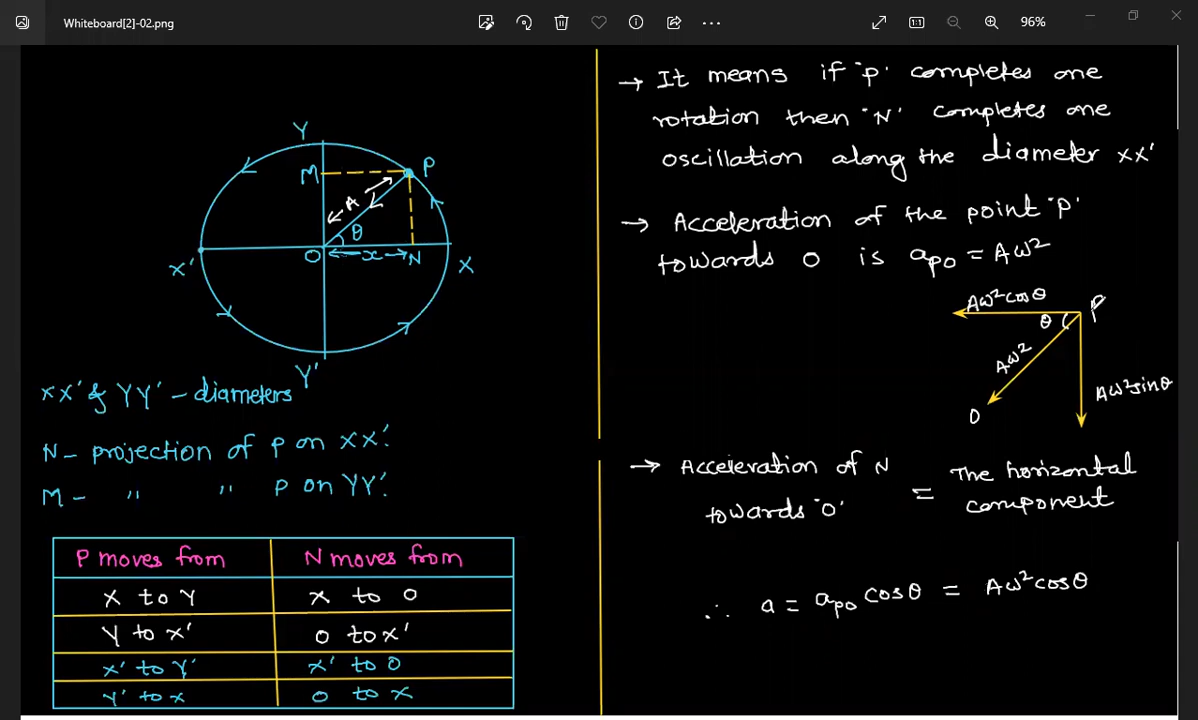 Whiteboard[2]-02.png
1:1
96%
Y
M
P
A
θ
O
x
N
X
X'
Y'
XX' & YY' - diameters
N - projection of P on XX'.
M - " " P on YY'.
P moves from N moves from
X to Y X to O
Y to X' O to X'
X' to Y' X' to O
Y' to X O to X
→ It means if 'P' completes one
rotation then 'N' completes one
oscillation along the diameter XX'
→ Acceleration of the point 'P'
towards O is aPO = Aω²
Aω²cosθ
P
θ
Aω²
Aω²sinθ
O
→ Acceleration of N
towards 'O'
= The horizontal
component
∴ a = aPO cosθ = Aω²cosθ